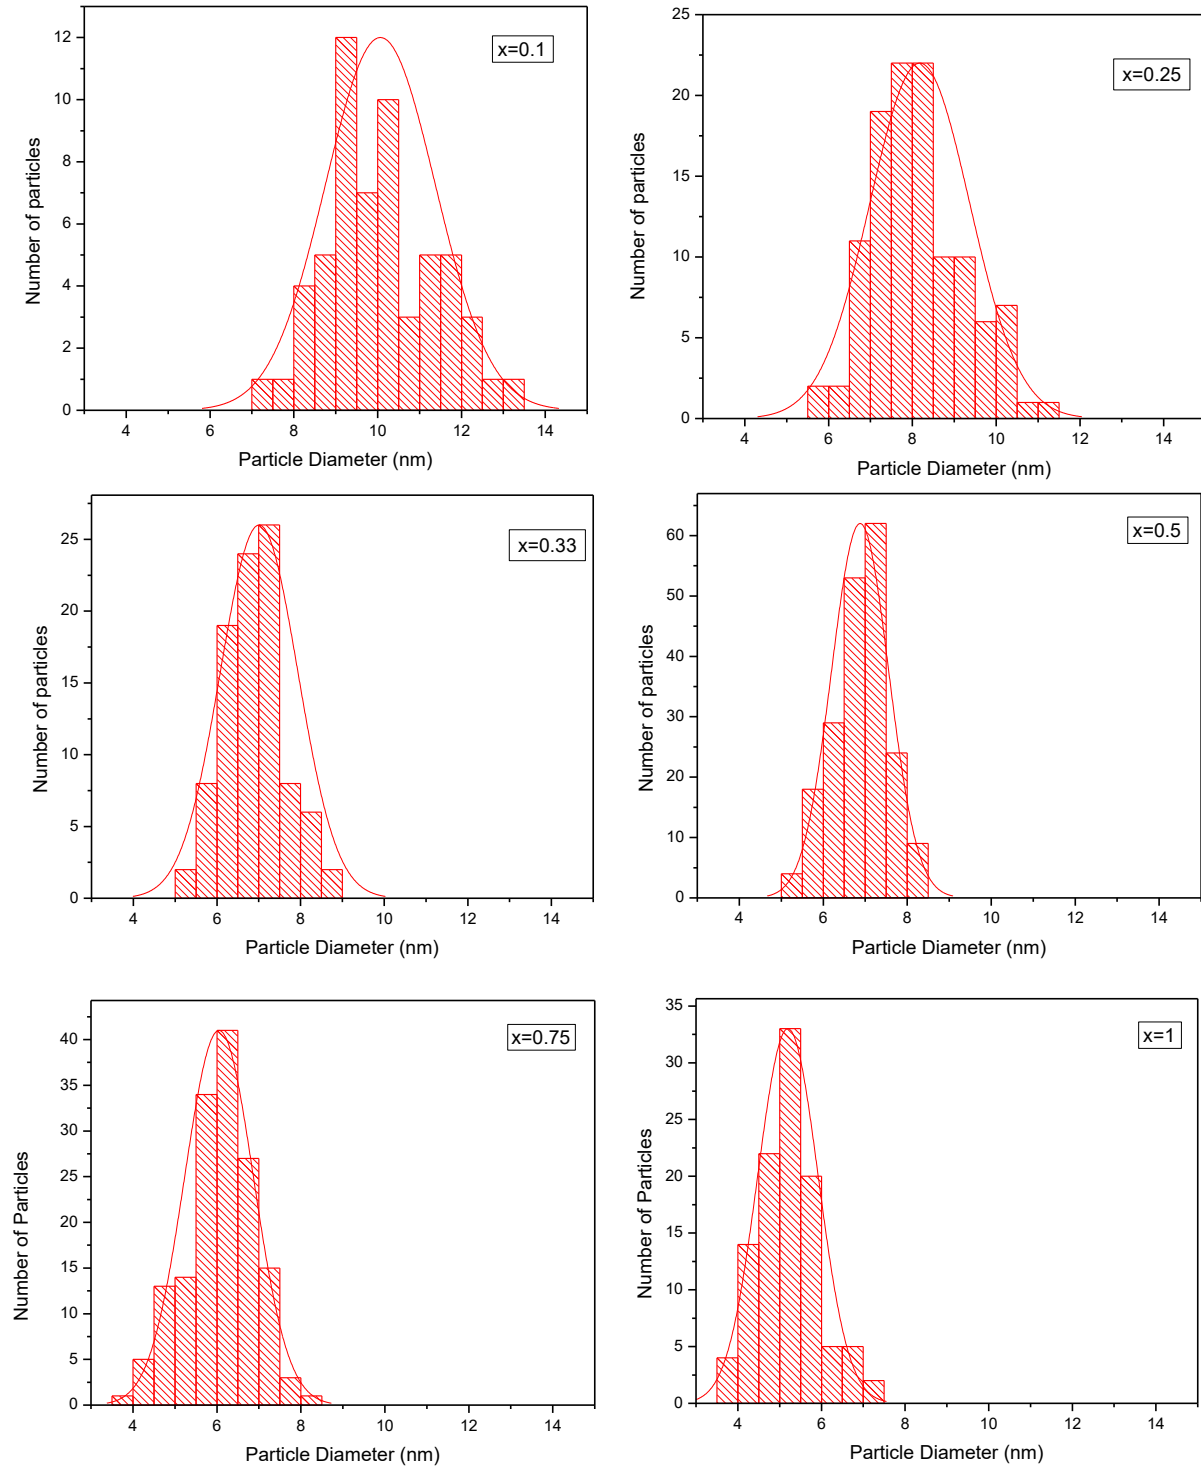 x=0.1
Number of particles
12
10
8
6
4
2
0
4 6 8 10 12 14
Particle Diameter (nm)
x=0.25
Number of particles
25
20
15
10
5
0
4 6 8 10 12 14
Particle Diameter (nm)
x=0.33
Number of particles
25
20
15
10
5
0
4 6 8 10 12 14
Particle Diameter (nm)
x=0.5
Number of particles
60
50
40
30
20
10
0
4 6 8 10 12 14
Particle Diameter (nm)
x=0.75
Number of Particles
40
35
30
25
20
15
10
5
0
4 6 8 10 12 14
Particle Diameter (nm)
x=1
Number of Particles
35
30
25
20
15
10
5
0
4 6 8 10 12 14
Particle Diameter (nm)